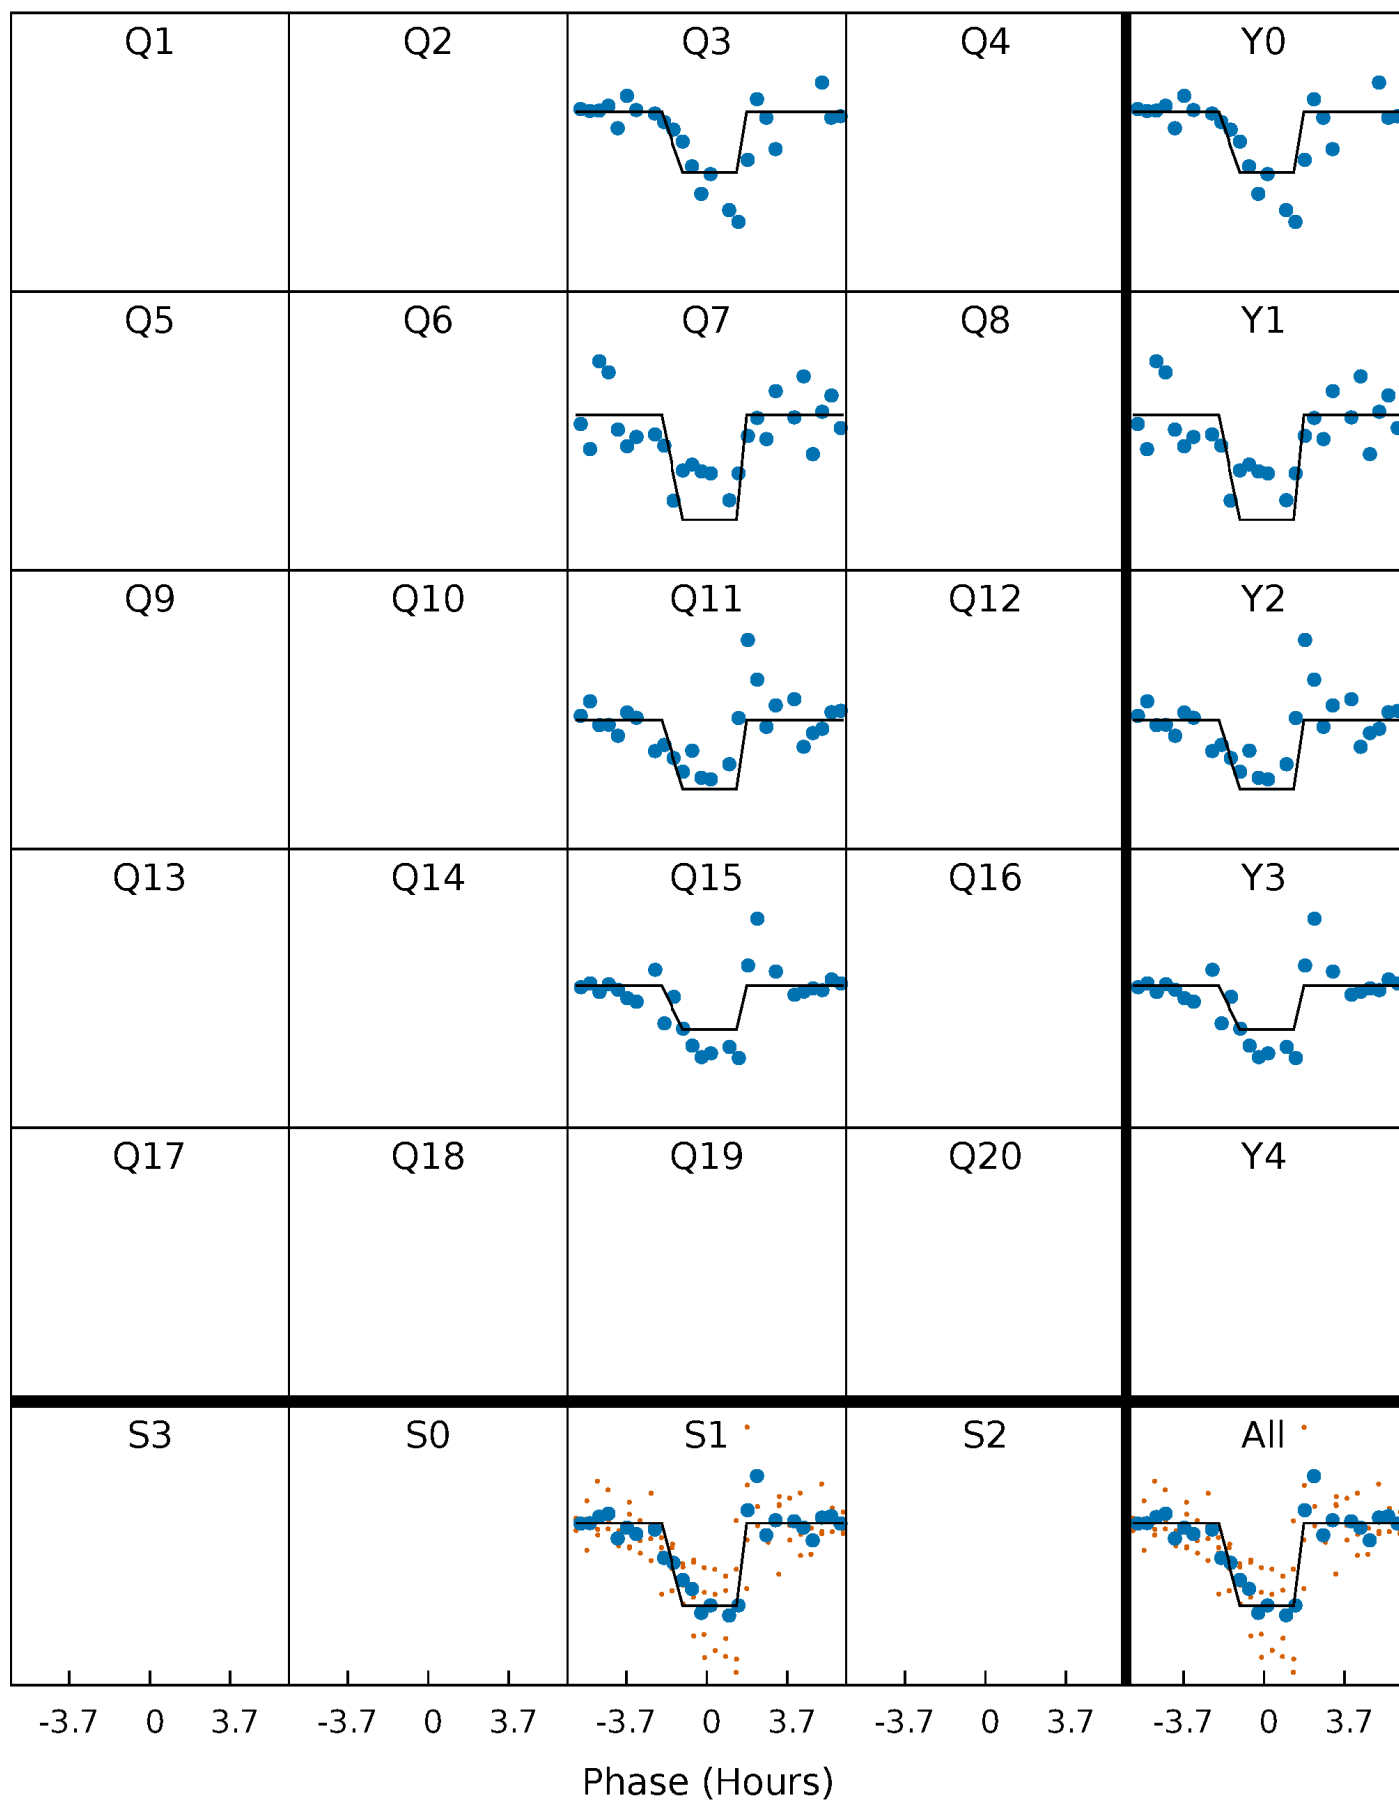 Q1 Q2 Q3 Q4 Y0
Q5 Q6 Q7 Q8 Y1
Q9 Q10 Q11 Q12 Y2
Q13 Q14 Q15 Q16 Y3
Q17 Q18 Q19 Q20 Y4
S3 S0 S1 S2 All
-3.7 0 3.7 -3.7 0 3.7 -3.7 0 3.7 -3.7 0 3.7 -3.7 0 3.7
Phase (Hours)